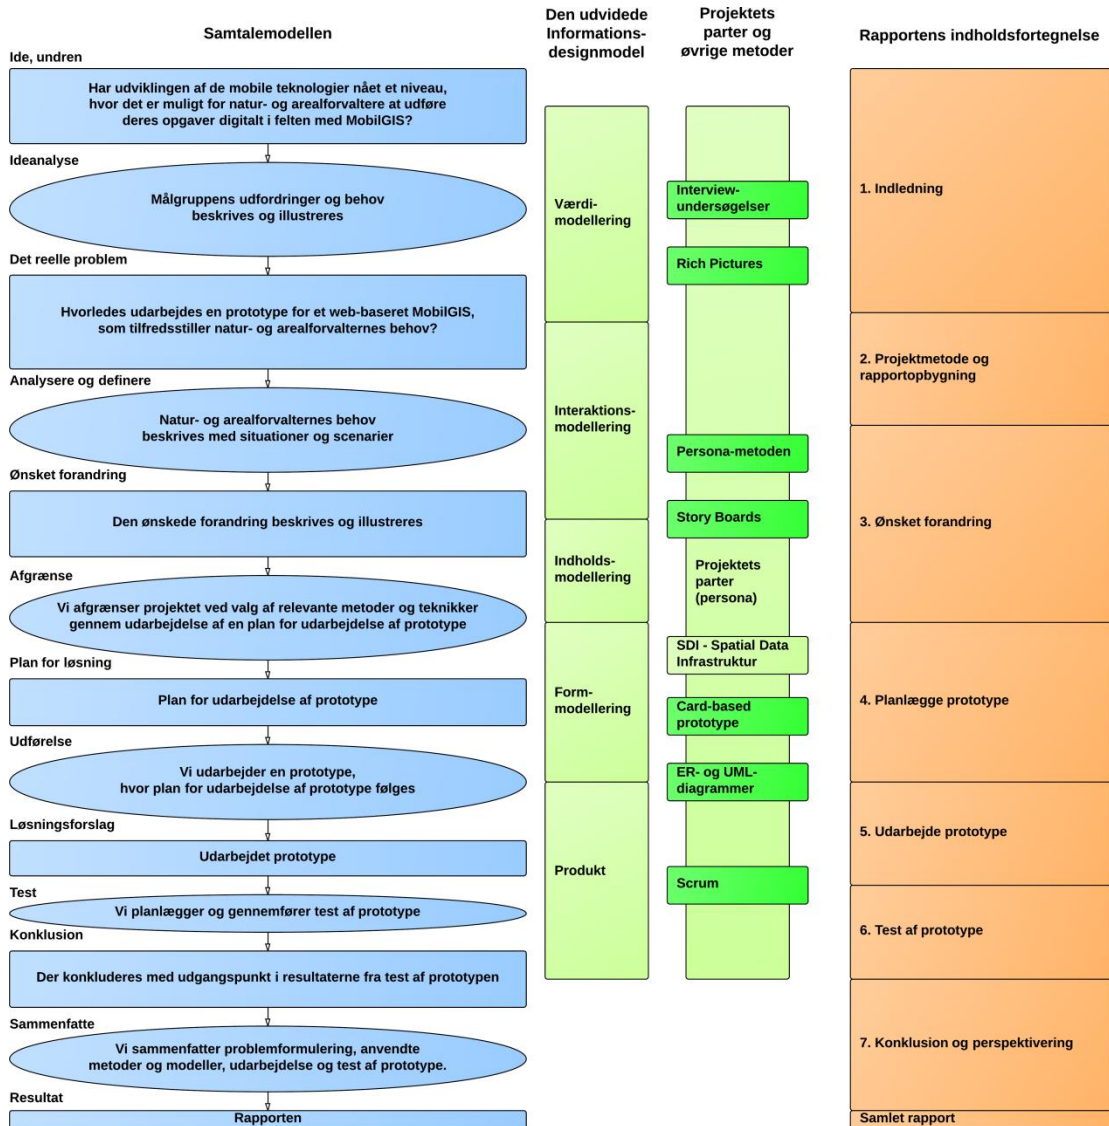 Samtalemodellen
Ide, undren
Har udviklingen af de mobile teknologier nået et niveau,
hvor det er muligt for natur- og arealforvaltere at udføre
deres opgaver digitalt i felten med MobilGIS?
Ideanalyse
Målgruppens udfordringer og behov
beskrives og illustreres
Det reelle problem
Hvorledes udarbejdes en prototype for et web-baseret MobilGIS,
som tilfredsstiller natur- og arealforvalternes behov?
Analysere og definere
Natur- og arealforvalternes behov
beskrives med situationer og scenarier
Ønsket forandring
Den ønskede forandring beskrives og illustreres
Afgrænse
Vi afgrænser projektet ved valg af relevante metoder og teknikker
gennem udarbejdelse af en plan for udarbejdelse af prototype
Plan for løsning
Plan for udarbejdelse af prototype
Udførelse
Vi udarbejder en prototype,
hvor plan for udarbejdelse af prototype følges
Løsningsforslag
Udarbejdet prototype
Test
Vi planlægger og gennemfører test af prototype
Konklusion
Der konkluderes med udgangspunkt i resultaterne fra test af prototypen
Sammenfatte
Vi sammenfatter problemformulering, anvendte
metoder og modeller, udarbejdelse og test af prototype.
Resultat
Rapporten
Den udvidede
Informations-
designmodel
Værdi-
modellering
Interaktions-
modellering
Indholds-
modellering
Form-
modellering
Produkt
Projektets
parter og
øvrige metoder
Interview-
undersøgelser
Rich Pictures
Persona-metoden
Story Boards
Projektets
parter
(persona)
SDI - Spatial Data
Infrastruktur
Card-based
prototype
ER- og UML-
diagrammer
Scrum
Rapportens indholdsfortegnelse
1. Indledning
2. Projektmetode og
rapportopbygning
3. Ønsket forandring
4. Planlægge prototype
5. Udarbejde prototype
6. Test af prototype
7. Konklusion og perspektivering
Samlet rapport